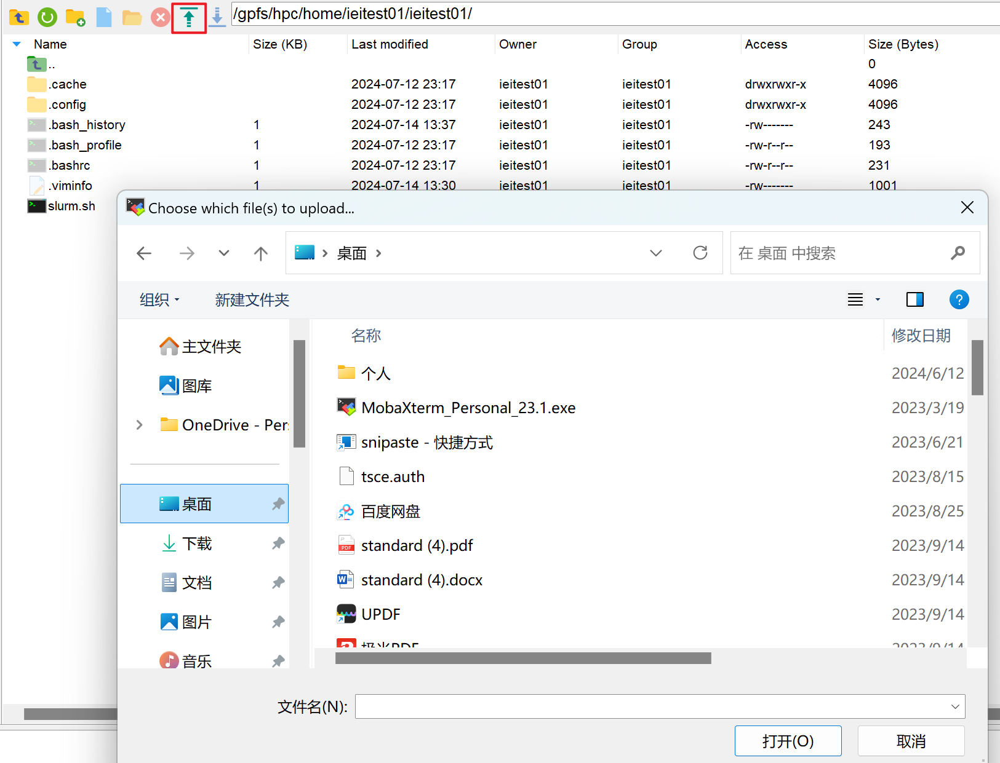 /gpfs/hpc/home/ieitest01/ieitest01/
Name Size (KB) Last modified Owner Group Access Size (Bytes)
.. 0
.cache 2024-07-12 23:17 ieitest01 ieitest01 drwxrwxr-x 4096
.config 2024-07-12 23:17 ieitest01 ieitest01 drwxrwxr-x 4096
.bash_history 1 2024-07-14 13:37 ieitest01 ieitest01 -rw------- 243
.bash_profile 1 2024-07-12 23:17 ieitest01 ieitest01 -rw-r--r-- 193
.bashrc 1 2024-07-12 23:17 ieitest01 ieitest01 -rw-r--r-- 231
.viminfo 1 2024-07-14 13:30 ieitest01 ieitest01 -rw------- 1001
slurm.sh
Choose which file(s) to upload...
桌面
在 桌面 中搜索
组织 新建文件夹
主文件夹
图库
OneDrive - Per
桌面
下载
文档
图片
音乐
名称 修改日期
个人 2024/6/12
MobaXterm_Personal_23.1.exe 2023/3/19
snipaste - 快捷方式 2023/6/21
tsce.auth 2023/8/15
百度网盘 2023/8/25
standard (4).pdf 2023/9/14
standard (4).docx 2023/9/14
UPDF 2023/9/14
极光PDF 2023/9/14
文件名(N):
打开(O) 取消